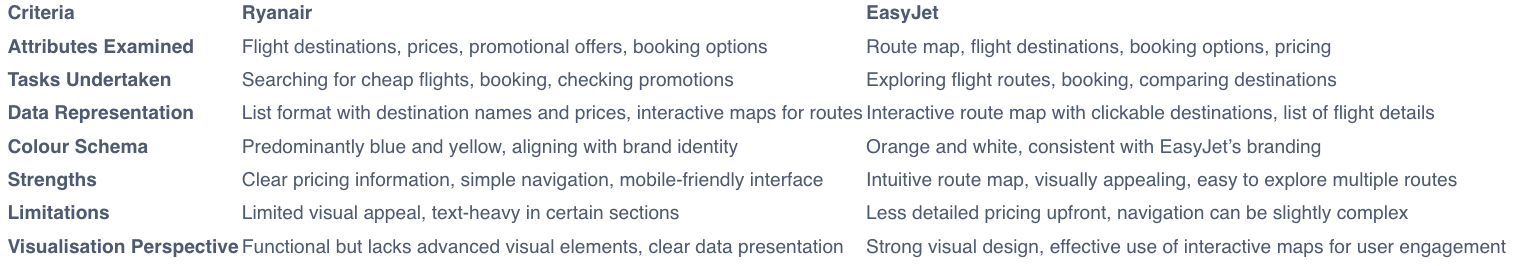 Criteria Ryanair EasyJet
Attributes Examined Flight destinations, prices, promotional offers, booking options Route map, flight destinations, booking options, pricing
Tasks Undertaken Searching for cheap flights, booking, checking promotions Exploring flight routes, booking, comparing destinations
Data Representation List format with destination names and prices, interactive maps for routes Interactive route map with clickable destinations, list of flight details
Colour Schema Predominantly blue and yellow, aligning with brand identity Orange and white, consistent with EasyJet’s branding
Strengths Clear pricing information, simple navigation, mobile-friendly interface Intuitive route map, visually appealing, easy to explore multiple routes
Limitations Limited visual appeal, text-heavy in certain sections Less detailed pricing upfront, navigation can be slightly complex
Visualisation Perspective Functional but lacks advanced visual elements, clear data presentation Strong visual design, effective use of interactive maps for user engagement